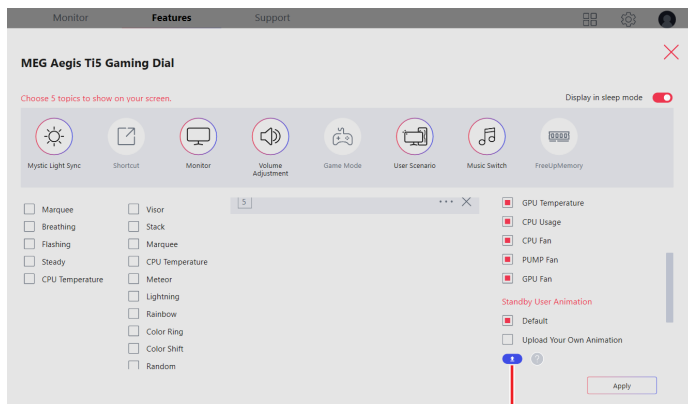 Monitor
Features
Support
MEG Aegis Ti5 Gaming Dial
Choose 5 topics to show on your screen.
Display in sleep mode
Mystic Light Sync
Shortcut
Monitor
Volume
Adjustment
Game Mode
User Scenario
Music Switch
FreeUpMemory
Marquee
Breathing
Flashing
Steady
CPU Temperature
Visor
Stack
Marquee
CPU Temperature
Meteor
Lightning
Rainbow
Color Ring
Color Shift
Random
5
GPU Temperature
CPU Usage
CPU Fan
PUMP Fan
GPU Fan
Standby User Animation
Default
Upload Your Own Animation
?
Apply